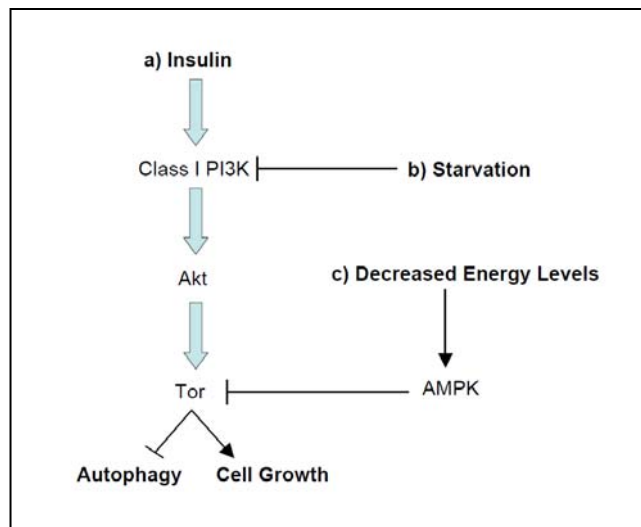 a) Insulin
Class I PI3K
b) Starvation
Akt
c) Decreased Energy Levels
Tor
AMPK
Autophagy
Cell Growth